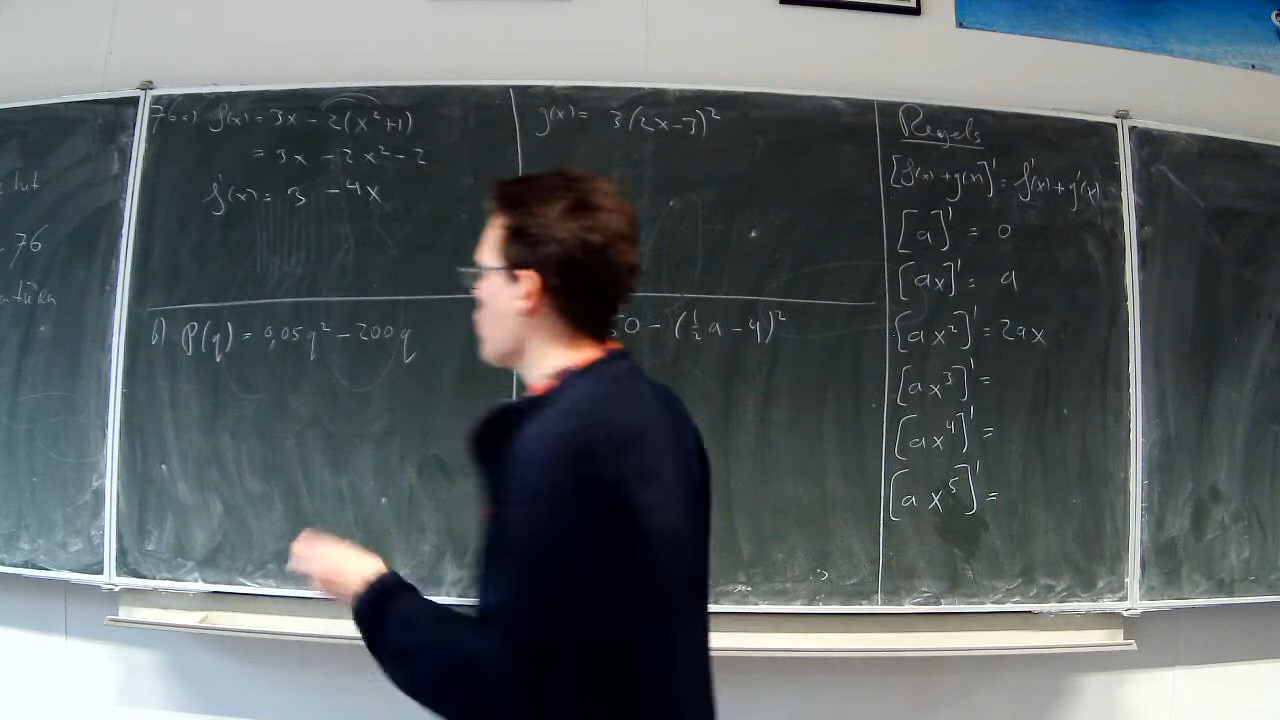 76a) f(x) = 3x - 2(x²+1)
= 3x - 2x² - 2
f'(x) = 3 - 4x
g(x) = 3(2x-3)²
b) P(q) = 0,05q² - 200q
50 - (½a - 4)²
Regels
[f(x) + g(x)]' = f'(x) + g'(x)
[a]' = 0
[ax]' = a
[ax²]' = 2ax
[ax³]' =
[ax⁴]' =
[ax⁵]' =
76